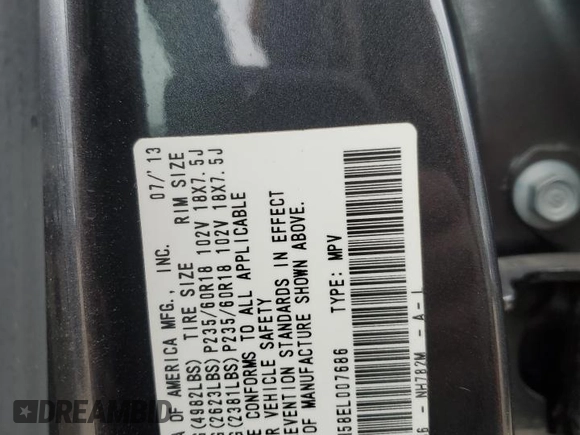 A OF AMERICA MFG., INC. 07/'13
(4982LBS) TIRE SIZE RIM SIZE
(2623LBS) P235/60R18 102V 18X7.5J
(2381LBS) P235/60R18 102V 18X7.5J
E CONFORMS TO ALL APPLICABLE
R VEHICLE SAFETY
EVENTION STANDARDS IN EFFECT
OF MANUFACTURE SHOWN ABOVE.
58EL007686 TYPE: MPV
6 - NH782M - A - L
DEALERSHIPS